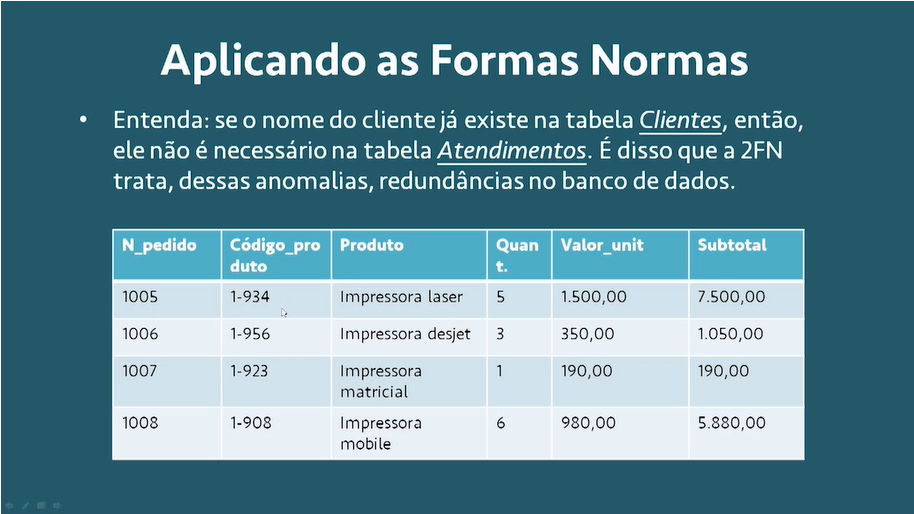 Aplicando as Formas Normas
• Entenda: se o nome do cliente já existe na tabela Clientes, então,
ele não é necessário na tabela Atendimentos. É disso que a 2FN
trata, dessas anomalias, redundâncias no banco de dados.
N_pedido Código_pro Produto Quan Valor_unit Subtotal
duto t.
1005 1-934 Impressora laser 5 1.500,00 7.500,00
1006 1-956 Impressora desjet 3 350,00 1.050,00
1007 1-923 Impressora 1 190,00 190,00
matricial
1008 1-908 Impressora 6 980,00 5.880,00
mobile